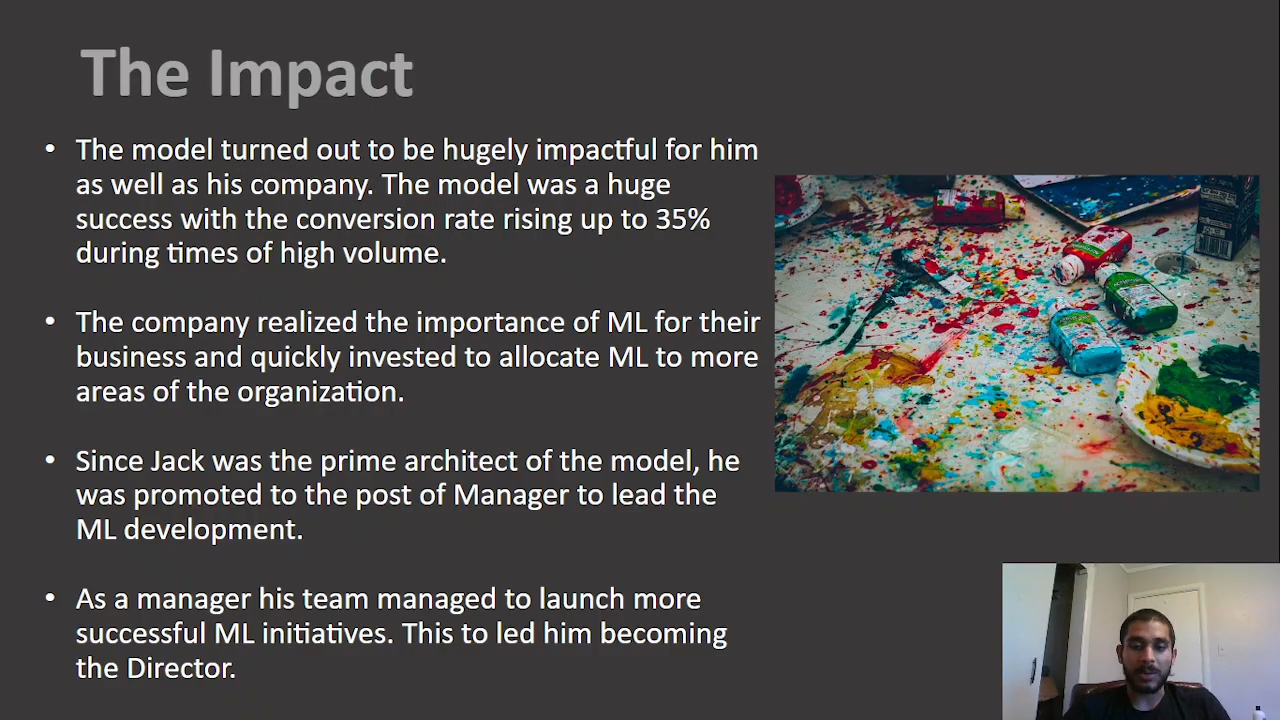 The Impact
• The model turned out to be hugely impactful for him
as well as his company. The model was a huge
success with the conversion rate rising up to 35%
during times of high volume.
• The company realized the importance of ML for their
business and quickly invested to allocate ML to more
areas of the organization.
• Since Jack was the prime architect of the model, he
was promoted to the post of Manager to lead the
ML development.
• As a manager his team managed to launch more
successful ML initiatives. This to led him becoming
the Director.